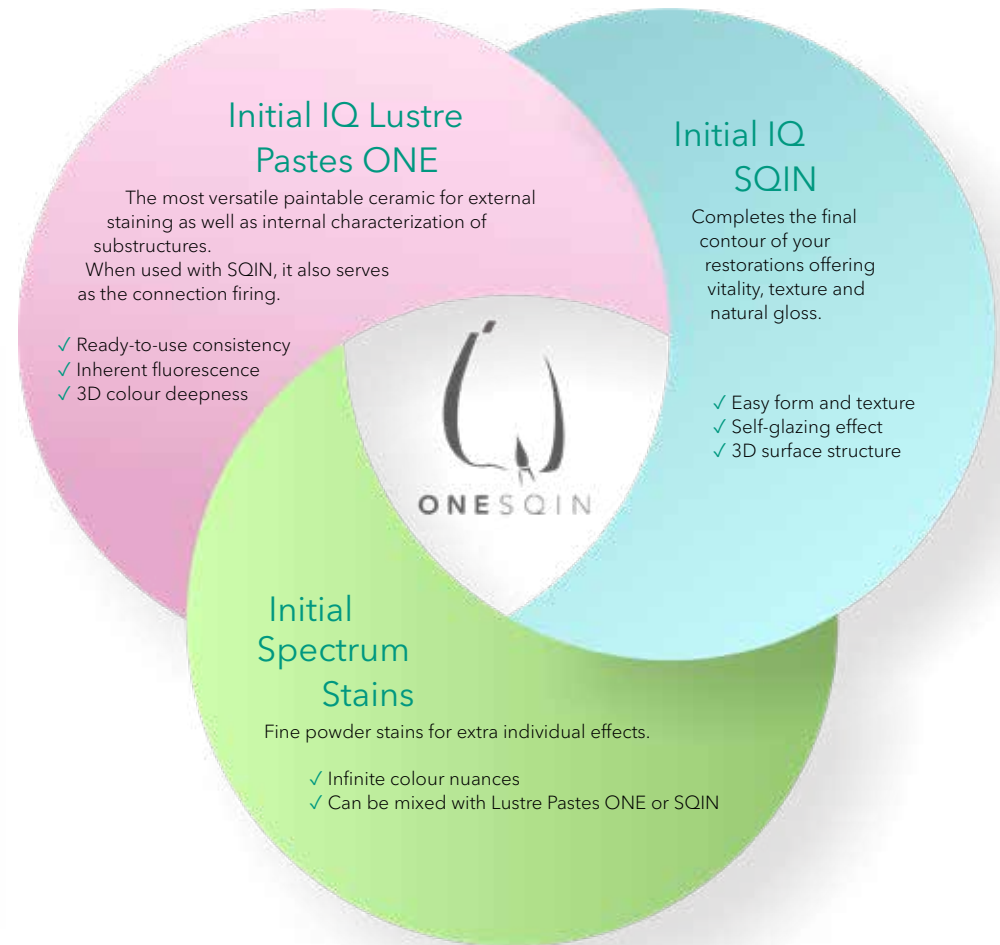 Initial IQ Lustre
Pastes ONE
The most versatile paintable ceramic for external
staining as well as internal characterization of
substructures.
When used with SQIN, it also serves
as the connection firing.
✓ Ready-to-use consistency
✓ Inherent fluorescence
✓ 3D colour deepness
Initial IQ
SQIN
Completes the final
contour of your
restorations offering
vitality, texture and
natural gloss.
✓ Easy form and texture
✓ Self-glazing effect
✓ 3D surface structure
ONESQIN
Initial
Spectrum
Stains
Fine powder stains for extra individual effects.
✓ Infinite colour nuances
✓ Can be mixed with Lustre Pastes ONE or SQIN